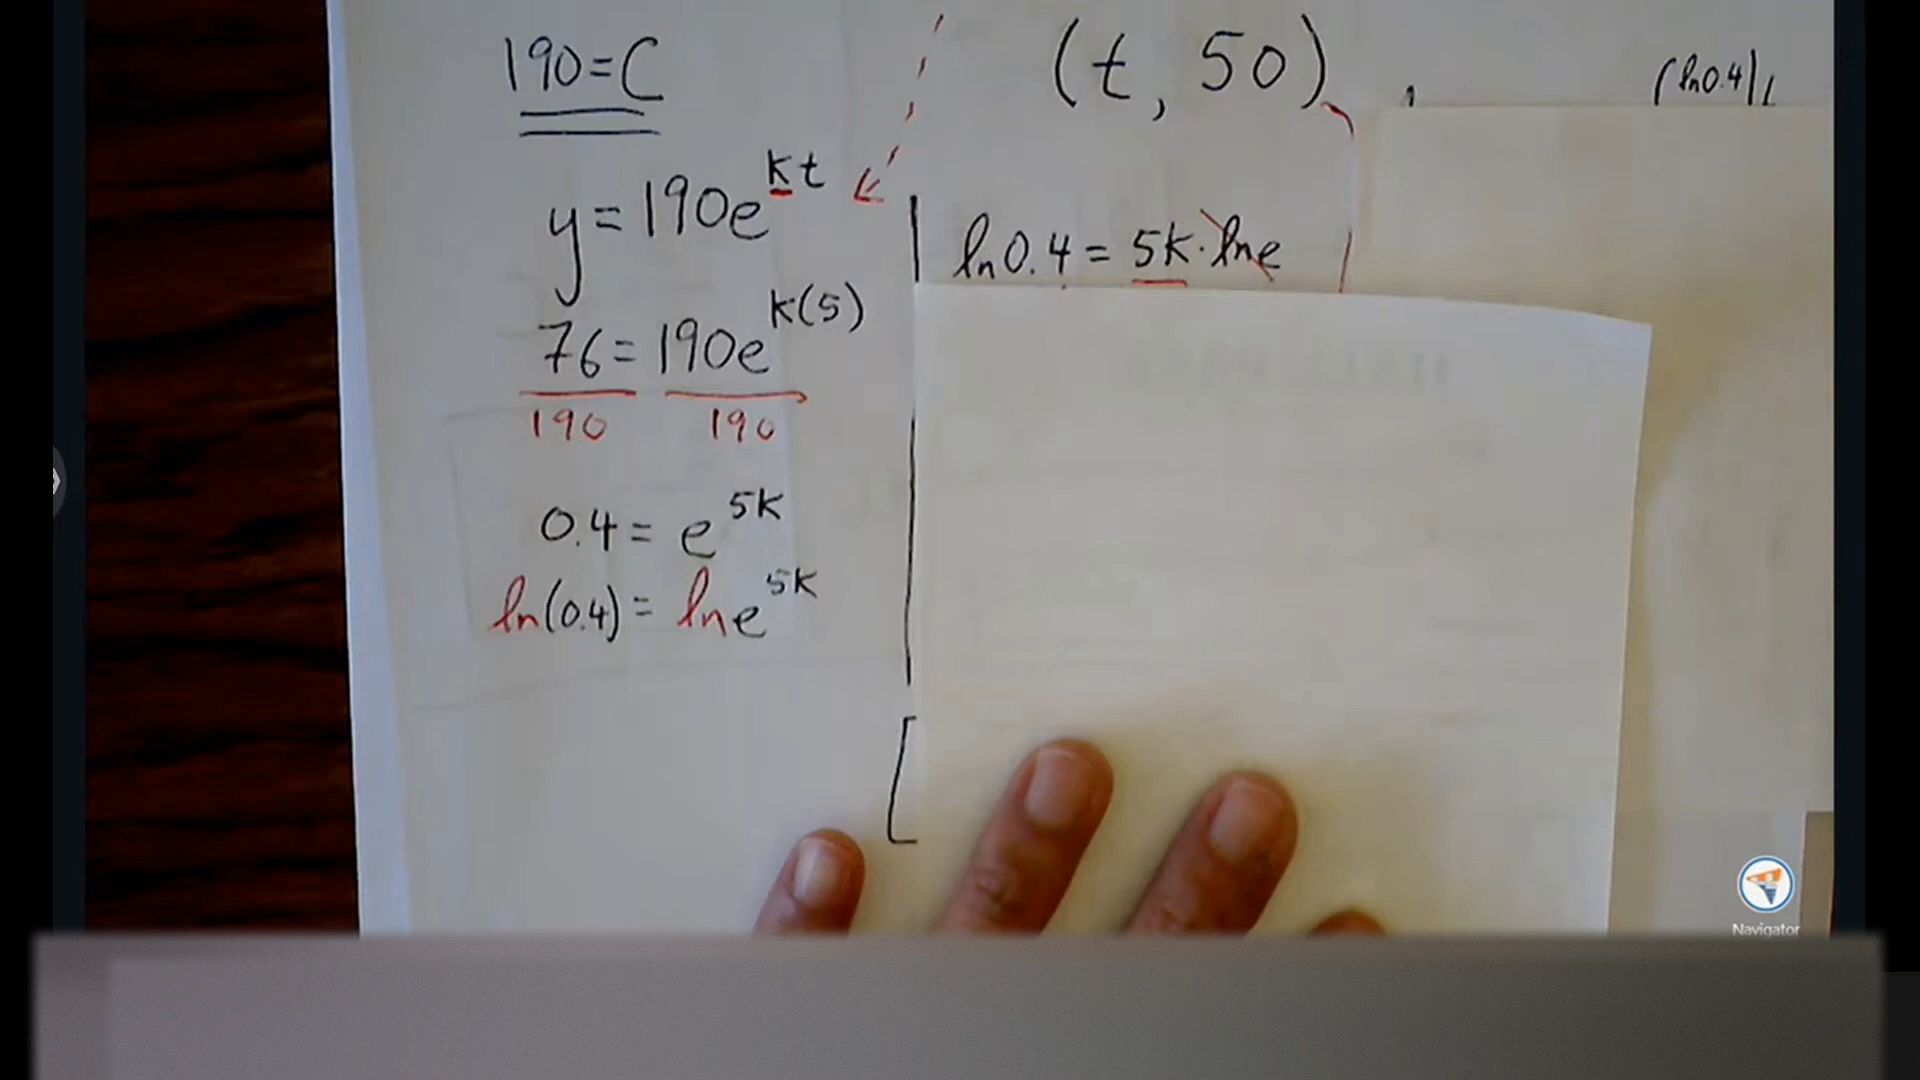 190=C
y=190e^kt
76=190e^k(5)
190 190
0.4= e^5k
ln(0.4)= lne^5k
(t, 50)
ln0.4= 5k·lne
(ln0.4)
Navigator